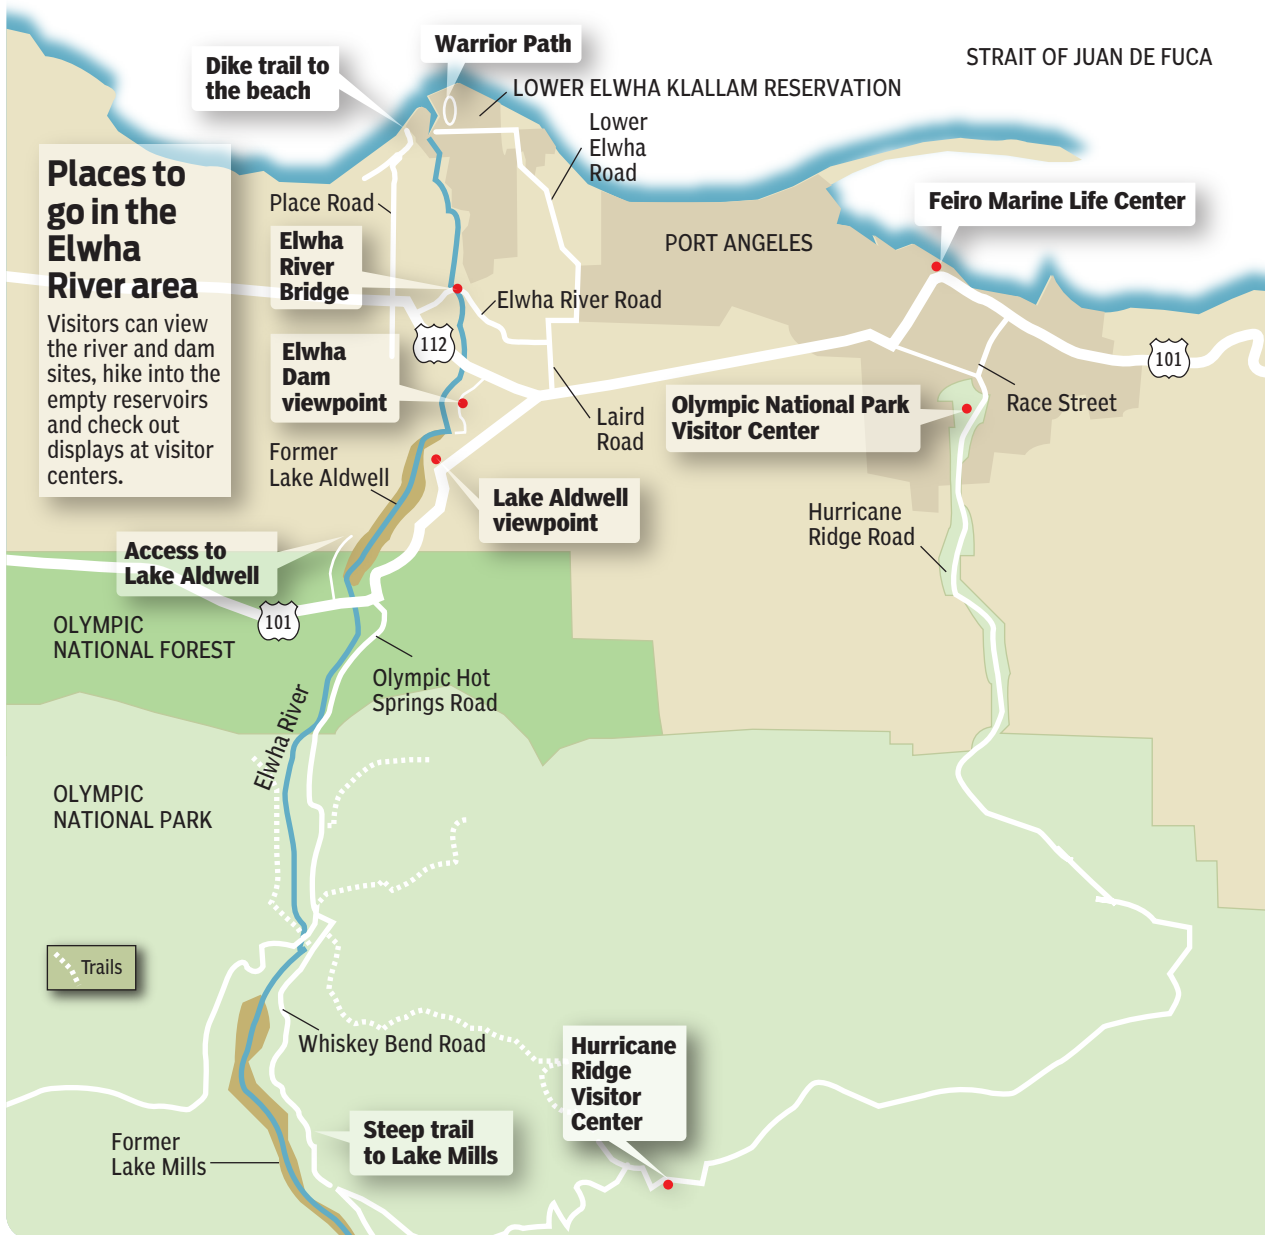 Warrior Path
STRAIT OF JUAN DE FUCA
Dike trail to
the beach
LOWER ELWHA KLALLAM RESERVATION
Lower
Elwha
Road
Places to
go in the
Elwha
River area
Visitors can view
the river and dam
sites, hike into the
empty reservoirs
and check out
displays at visitor
centers.
Place Road
Feiro Marine Life Center
PORT ANGELES
Elwha
River
Bridge
Elwha River Road
112
101
Elwha
Dam
viewpoint
Laird
Road
Olympic National Park
Visitor Center
Race Street
Former
Lake Aldwell
Lake Aldwell
viewpoint
Hurricane
Ridge Road
Access to
Lake Aldwell
101
OLYMPIC
NATIONAL FOREST
Olympic Hot
Springs Road
Elwha River
OLYMPIC
NATIONAL PARK
Trails
Whiskey Bend Road
Hurricane
Ridge
Visitor
Center
Steep trail
to Lake Mills
Former
Lake Mills